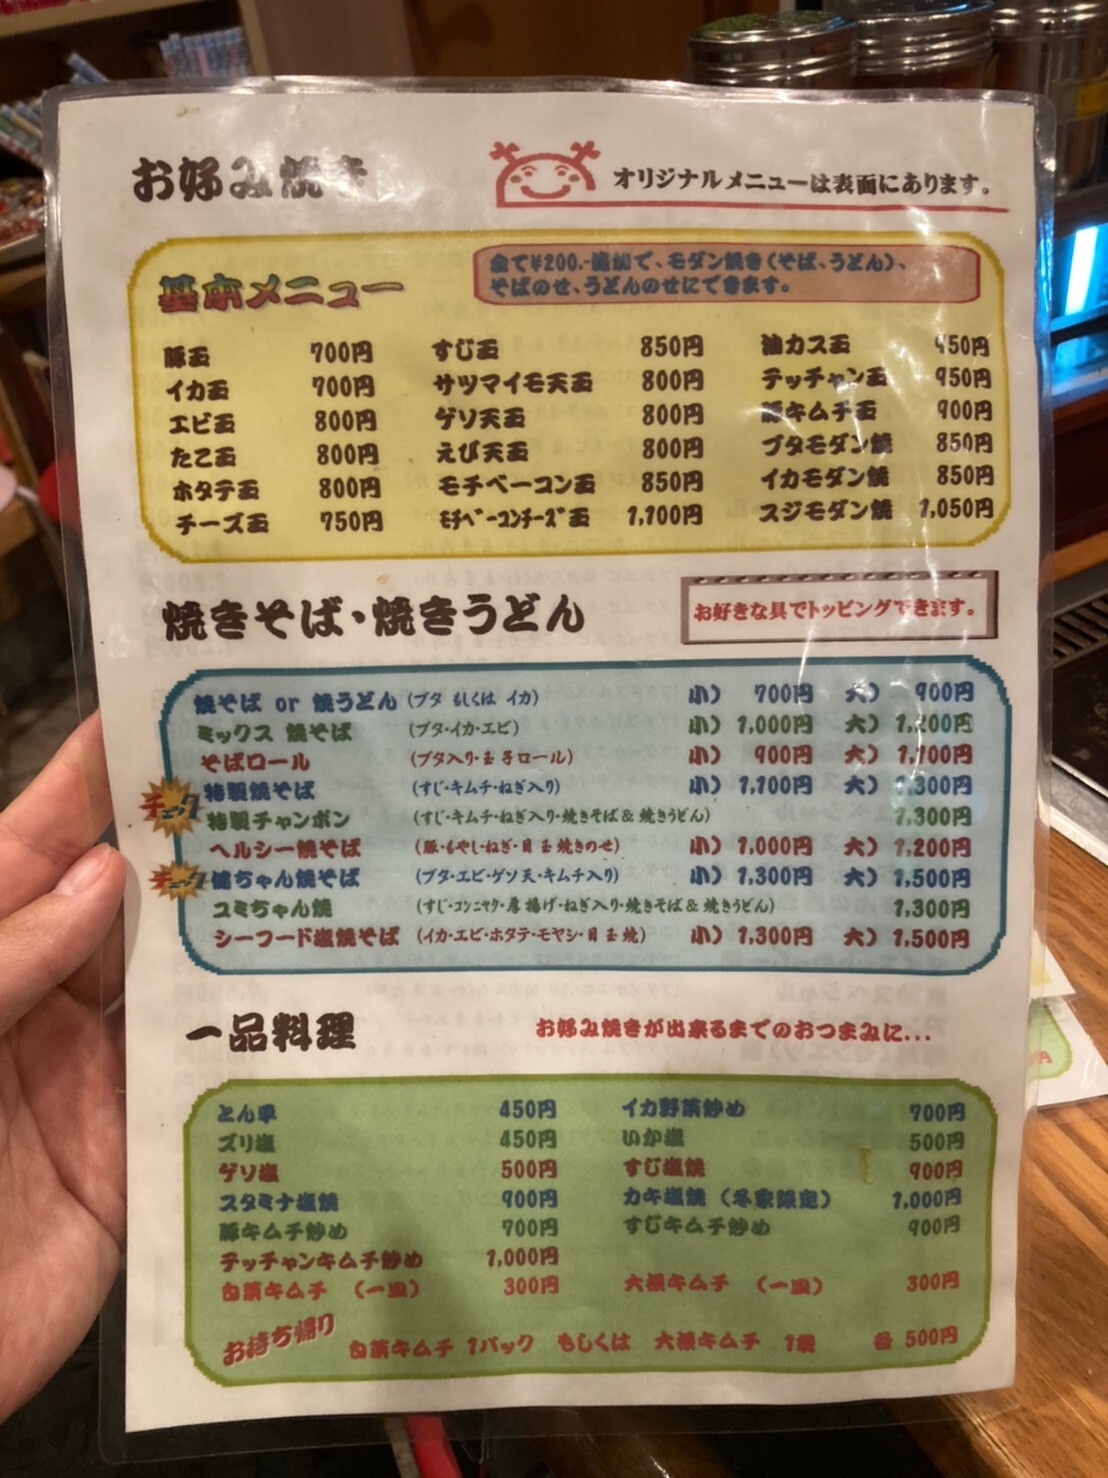 お好み焼き
オリジナルメニューは表面にあります。
基本メニュー
全て¥200.-追加で、モダン焼き(そば、うどん)、
そばのせ、うどんのせにできます。
豚玉 700円 すじ玉 850円 油カス玉 950円
イカ玉 700円 サツマイモ天玉 800円 テッチャン玉 950円
エビ玉 800円 ゲソ天玉 800円 豚キムチ玉 900円
たこ玉 800円 えび天玉 800円 ブタモダン焼 850円
ホタテ玉 800円 モチベーコン玉 850円 イカモダン焼 850円
チーズ玉 750円 モチベーコンチーズ玉 1,100円 スジモダン焼 1,050円
焼きそば・焼きうどん
お好きな具でトッピングできます。
焼そば or 焼うどん (ブタ もしくは イカ) 小) 700円 大) 900円
ミックス 焼そば (ブタ・イカ・エビ) 小) 1,000円 大) 1,200円
そばロール (ブタ入り・玉子ロール) 小) 900円 大) 1,100円
チェック 特製焼そば (すじ・キムチ・ねぎ入り) 小) 1,100円 大) 1,300円
特製チャンポン (すじ・キムチ・ねぎ入り・焼きそば&焼きうどん) 1,300円
ヘルシー焼そば (豚・もやし・ねぎ・目玉焼きのせ) 小) 1,000円 大) 1,200円
チェック 健ちゃん焼そば (ブタ・エビ・ゲソ天・キムチ入り) 小) 1,300円 大) 1,500円
ユミちゃん焼 (すじ・コンニャク・厚揚げ・ねぎ入り・焼きそば&焼きうどん) 1,300円
シーフード塩焼そば (イカ・エビ・ホタテ・モヤシ・目玉焼) 小) 1,300円 大) 1,500円
一品料理
お好み焼きが出来るまでのおつまみに...
とん平 450円 イカ野菜炒め 700円
ズリ塩 450円 いか塩 500円
ゲソ塩 500円 すじ塩焼 900円
スタミナ塩焼 900円 カキ塩焼 (冬季限定) 1,000円
豚キムチ炒め 700円 すじキムチ炒め 900円
テッチャンキムチ炒め 1,000円
白菜キムチ (一皿) 300円 大根キムチ (一皿) 300円
お持ち帰り 白菜キムチ 1パック もしくは 大根キムチ 1袋 各 500円